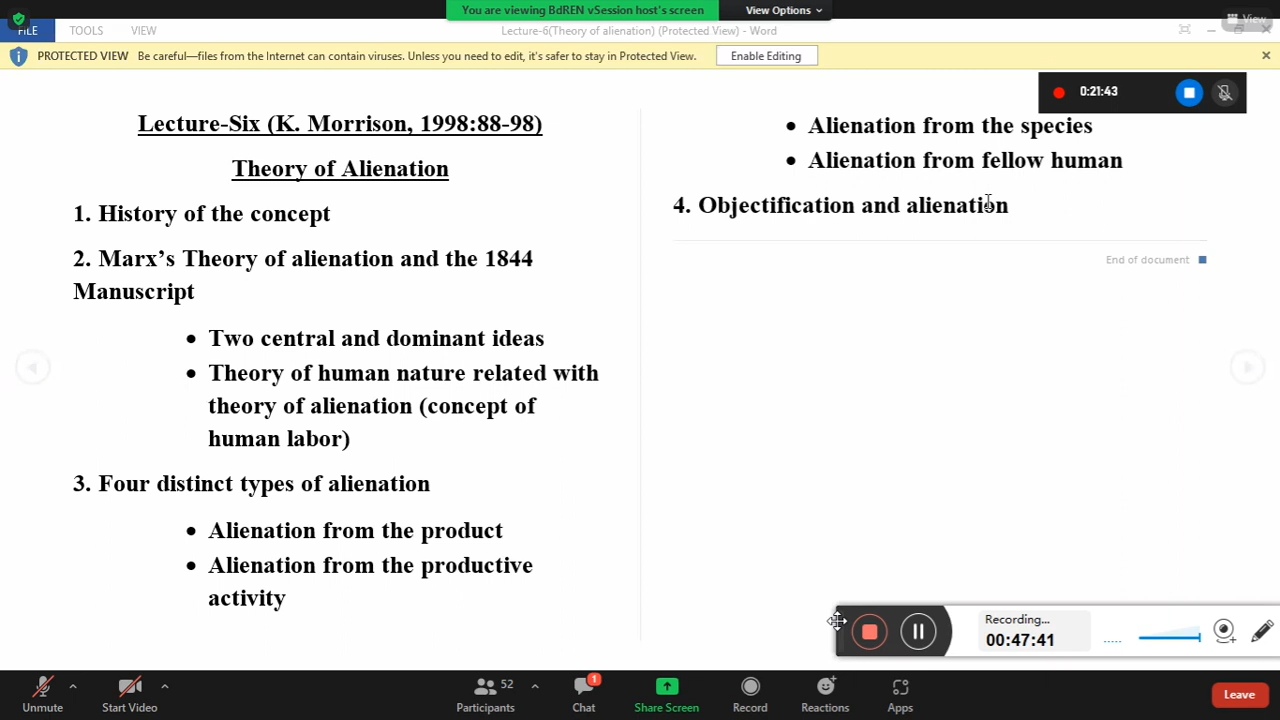 You are viewing BdREN vSession host's screen
View Options
View
FILE
TOOLS
VIEW
Lecture-6(Theory of alienation) (Protected View) - Word
PROTECTED VIEW Be careful—files from the Internet can contain viruses. Unless you need to edit, it's safer to stay in Protected View.
Enable Editing
0:21:43
Lecture-Six (K. Morrison, 1998:88-98)
Theory of Alienation
1. History of the concept
2. Marx's Theory of alienation and the 1844
Manuscript
• Two central and dominant ideas
• Theory of human nature related with
theory of alienation (concept of
human labor)
3. Four distinct types of alienation
• Alienation from the product
• Alienation from the productive
activity
• Alienation from the species
• Alienation from fellow human
4. Objectification and alienation
End of document
Recording...
00:47:41
Unmute
Start Video
52
Participants
1
Chat
Share Screen
Record
Reactions
Apps
Leave